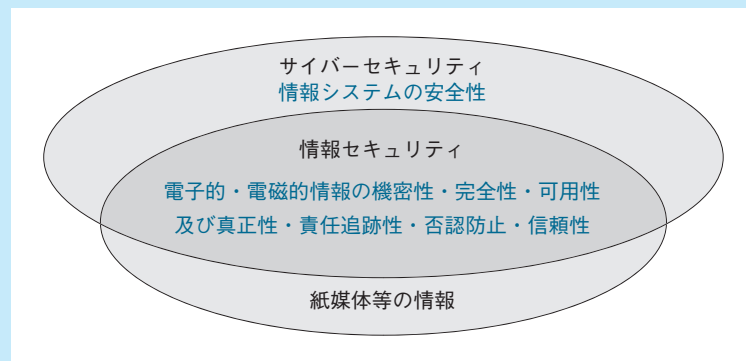 サイバーセキュリティ
情報システムの安全性
情報セキュリティ
電子的・電磁的情報の機密性・完全性・可用性
及び真正性・責任追跡性・否認防止・信頼性
紙媒体等の情報